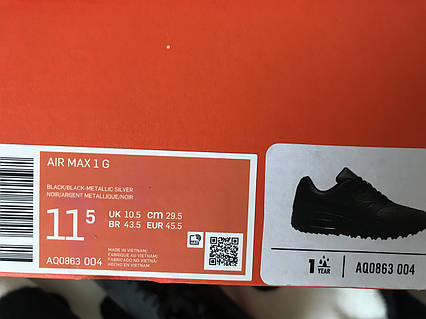 AIR MAX 1 G
BLACK/BLACK-METALLIC SILVER
NOIR/ARGENT METALLIQUE/NOIR
11.5 UK 10.5 cm 29.5
BR 43.5 EUR 45.5
AQ0863 004
MADE IN VIETNAM/
FABRIQUE AU VIETNAM/
FABRICADO NO VIETNÃ/
HECHO EN VIETNAM
1 YEAR
AQ0863 004